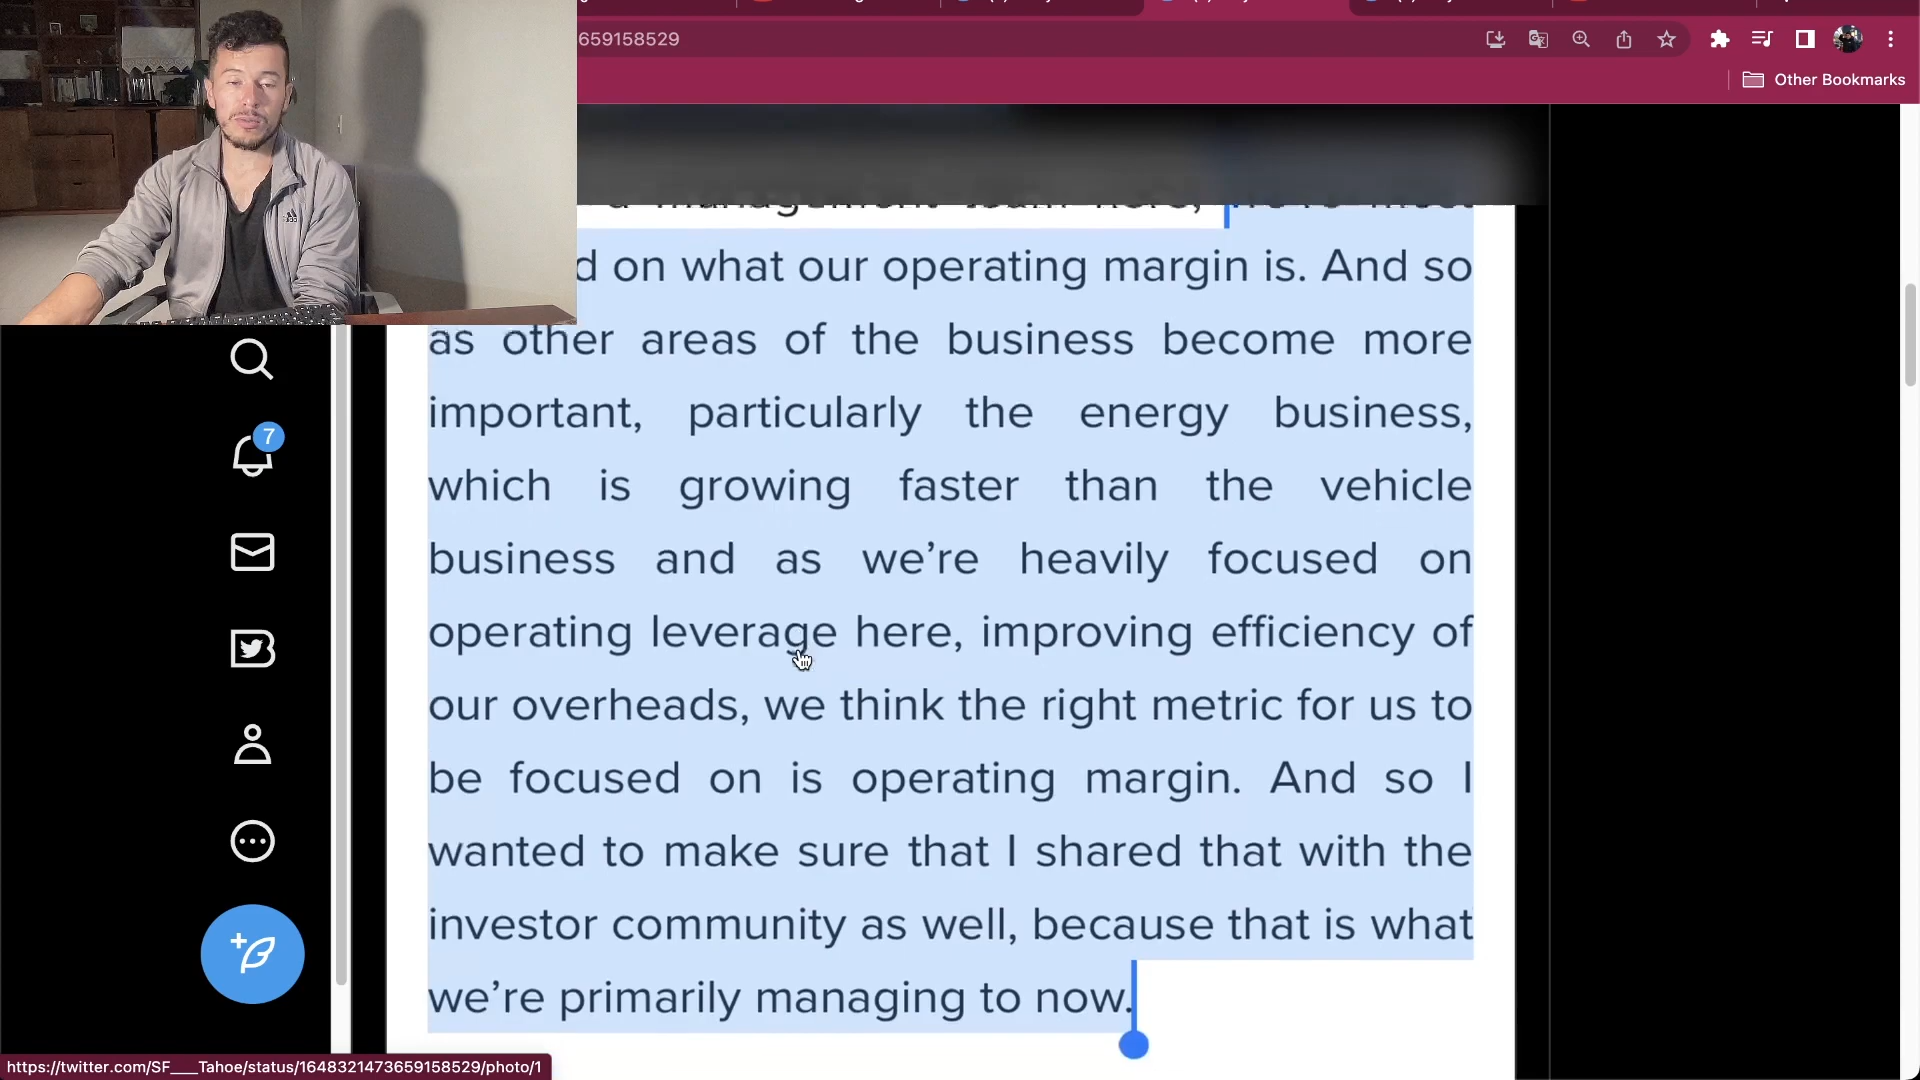 659158529
Other Bookmarks
management team here,
d on what our operating margin is. And so
as other areas of the business become more
important, particularly the energy business,
which is growing faster than the vehicle
business and as we’re heavily focused on
operating leverage here, improving efficiency of
our overheads, we think the right metric for us to
be focused on is operating margin. And so I
wanted to make sure that I shared that with the
investor community as well, because that is what
we’re primarily managing to now.
7
https://twitter.com/SF___Tahoe/status/1648321473659158529/photo/1